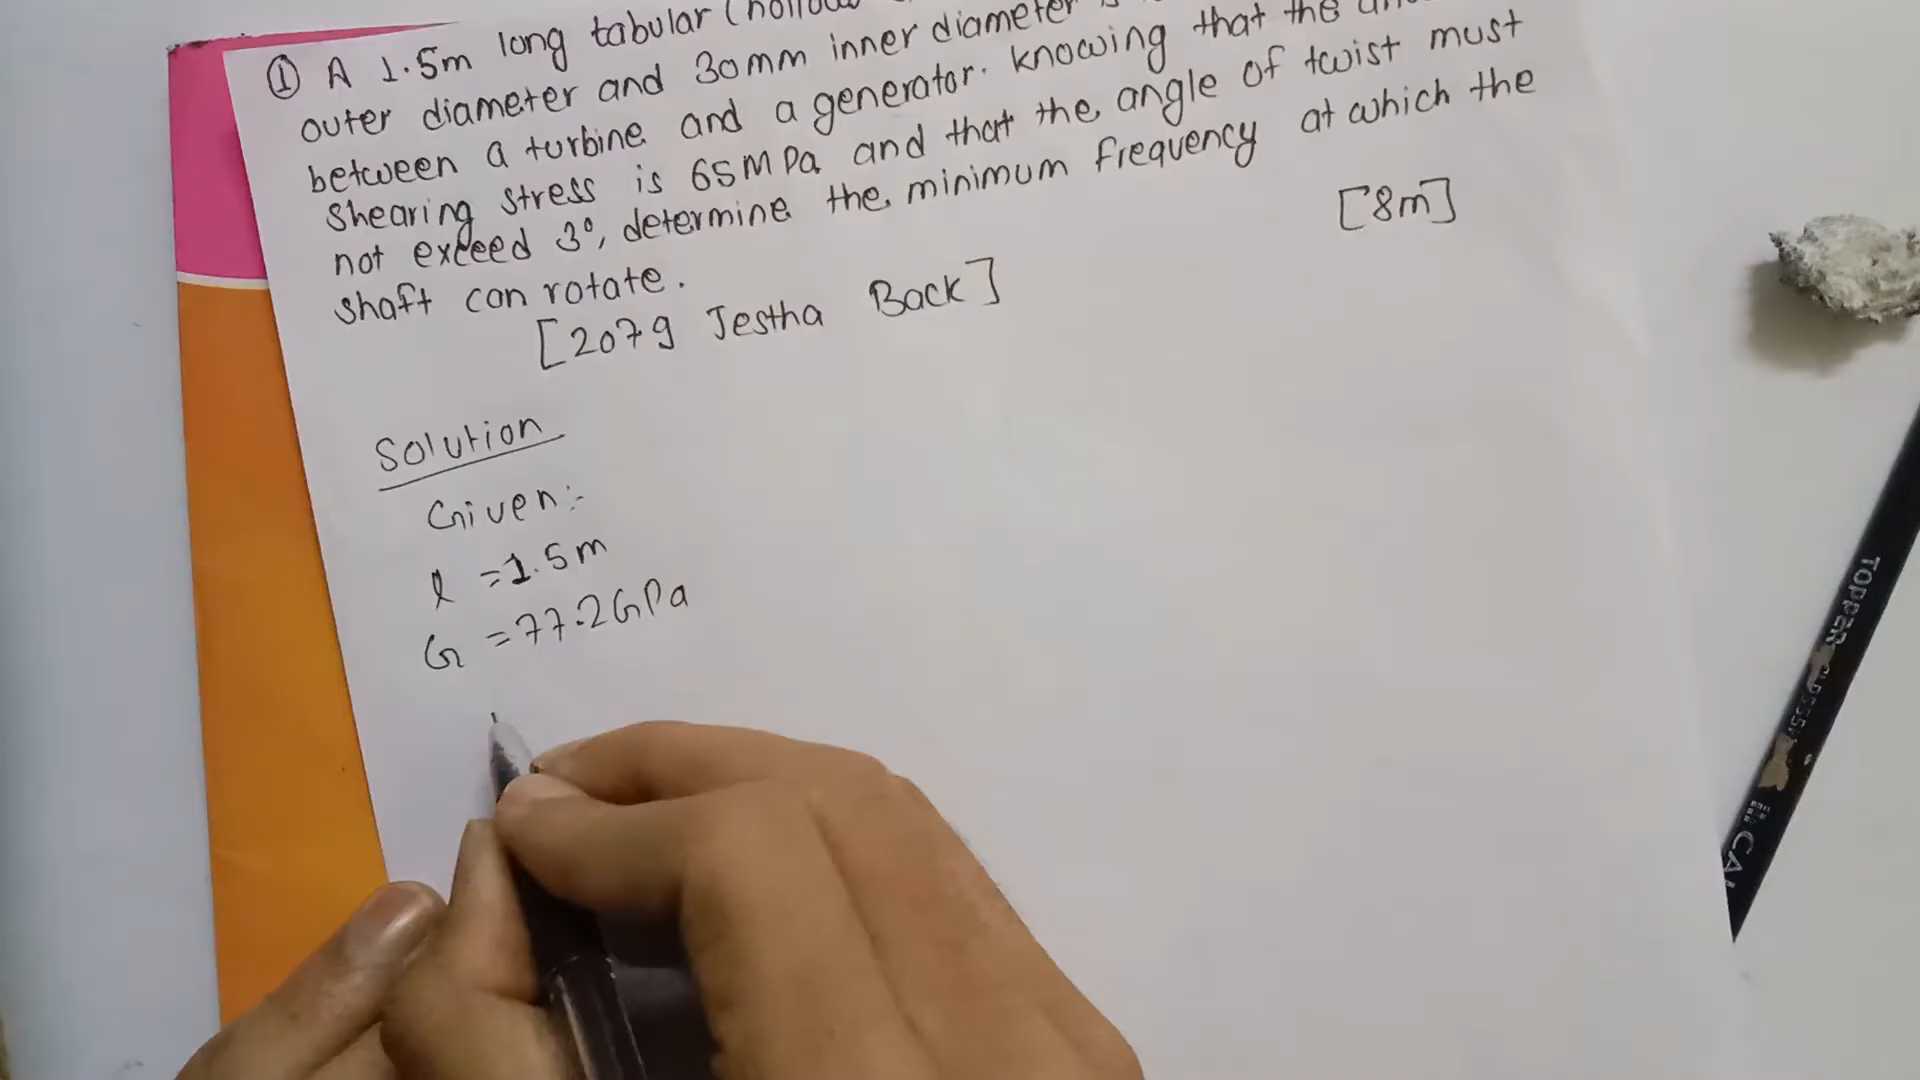 ① A 1.5m long tabular (hollow
outer diameter and 30mm inner diameter is
between a turbine and a generator. Knowing that the
shearing stress is 65MPa and that the angle of twist must
not exceed 3°, determine the minimum frequency at which the
shaft can rotate. [8m]
[2079 Jestha Back]
Solution
Given:-
l = 1.5m
G = 77.2GPa
TOPPER